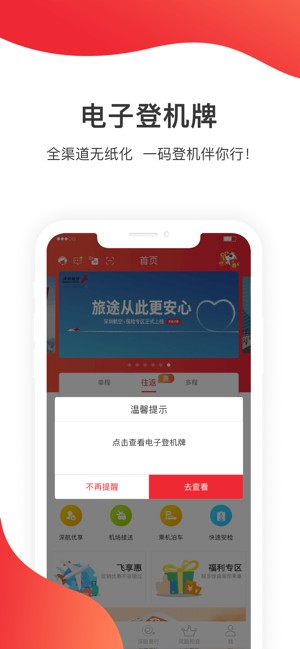 电子登机牌
全渠道无纸化 一码登机伴你行!
首页
旅途从此更安心
单程
往返
多程
温馨提示
点击查看电子登机牌
不再提醒
去查看
深航优享
机场接送
乘机泊车
快速安检
飞享惠
福利专区